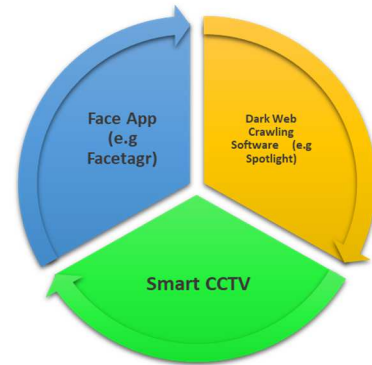 Face App
(e.g
Facetagr)
Dark Web
Crawling
Software (e.g
Spotlight)
Smart CCTV